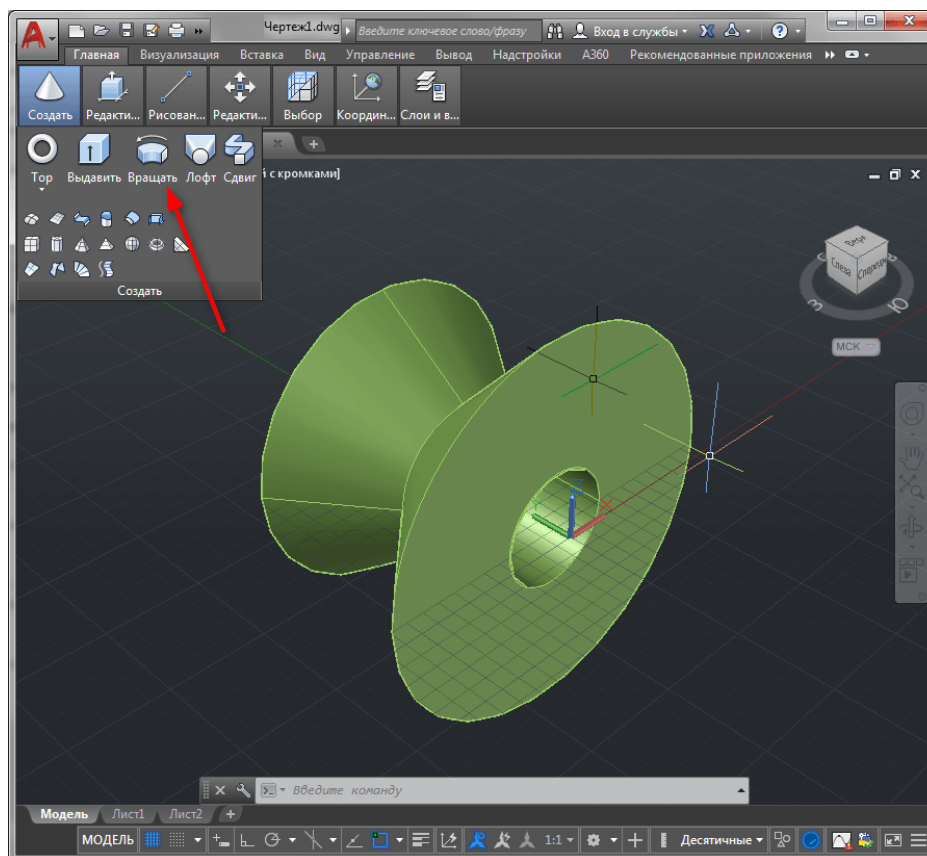 Чертеж1.dwg
Введите ключевое слово/фразу
Вход в службы
Главная Визуализация Вставка Вид Управление Вывод Надстройки A360 Рекомендованные приложения
Создать Редакти... Рисован... Редакти... Выбор Координ... Слои и в...
Тор Выдавить Вращать Лофт Сдвиг
й с кромками]
Создать
Верх
Слева Спереди
З Ю
МСК
X
Введите команду
Модель Лист1 Лист2 +
МОДЕЛЬ 1:1 Десятичные